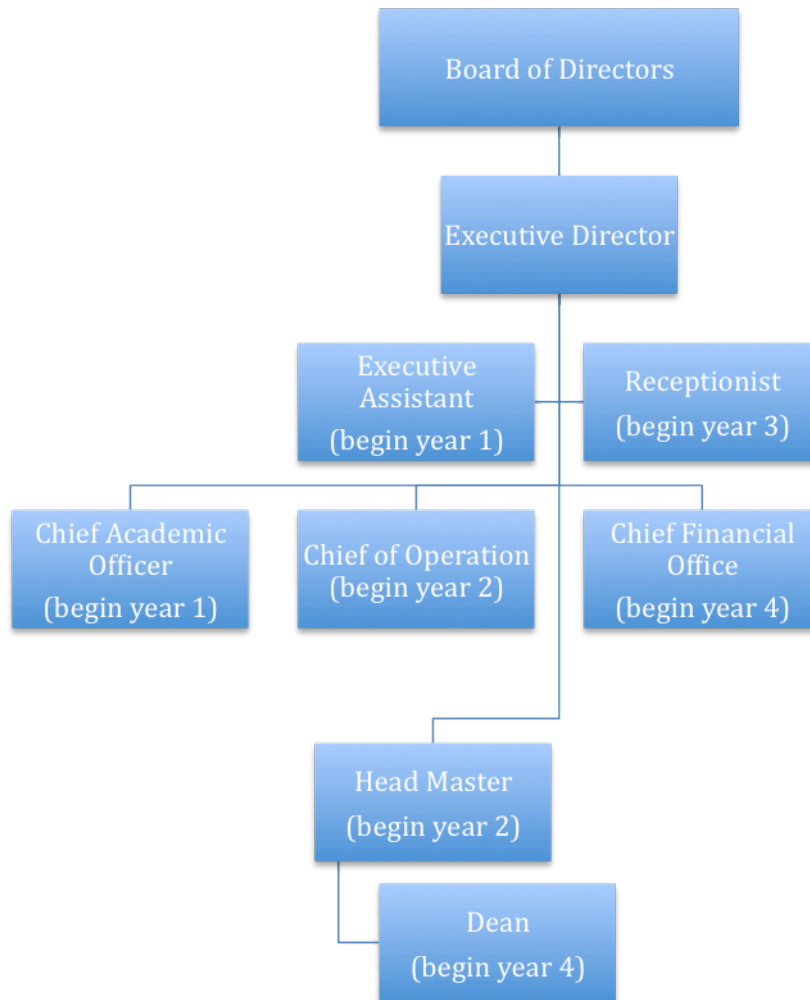 Board of Directors
Executive Director
Executive
Assistant
(begin year 1)
Receptionist
(begin year 3)
Chief Academic
Officer
(begin year 1)
Chief of Operation
(begin year 2)
Chief Financial
Office
(begin year 4)
Head Master
(begin year 2)
Dean
(begin year 4)